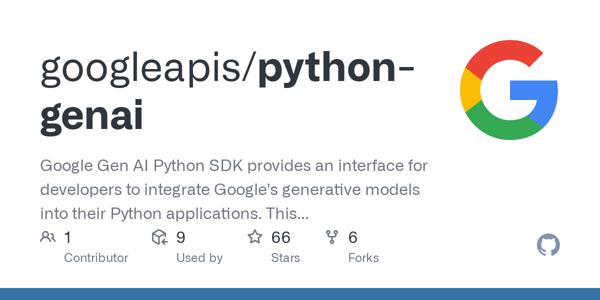 googleapis/python-
genai
Google Gen AI Python SDK provides an interface for
developers to integrate Google's generative models
into their Python applications. This...
1 9 66 6
Contributor Used by Stars Forks